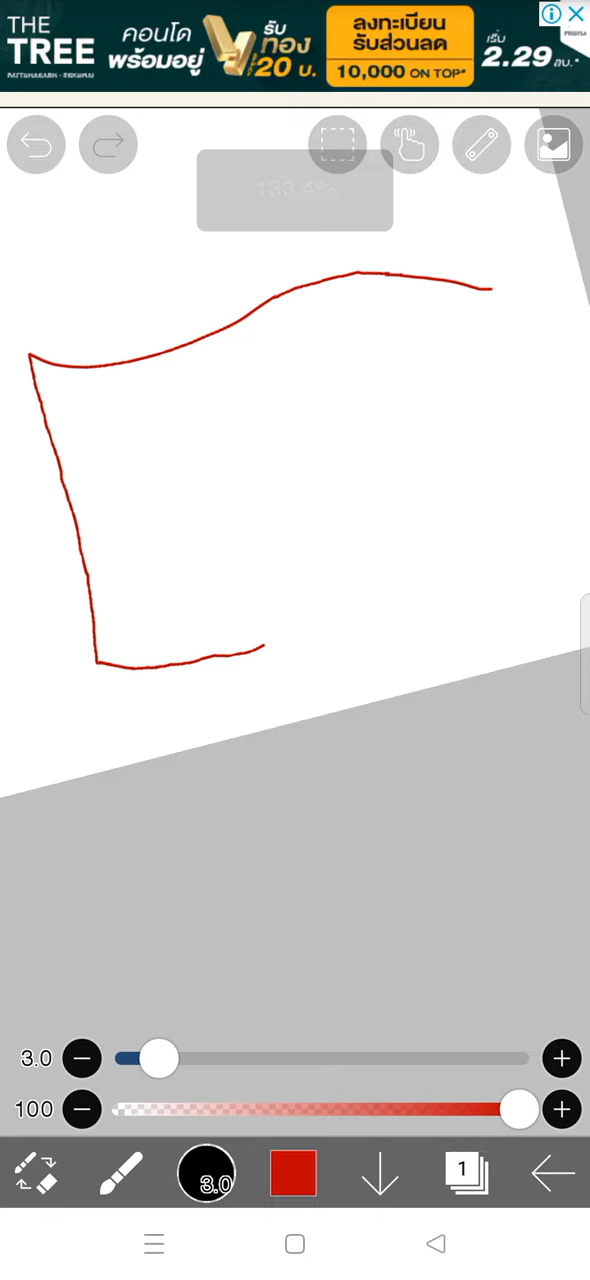 THE
TREE
คอนโด
พร้อมอยู่
รับ
ทอง
20 บ.
ลงทะเบียน
รับส่วนลด
10,000 ON TOP*
เริ่ม
2.29 ลบ.*
3.0
100
3.0
1